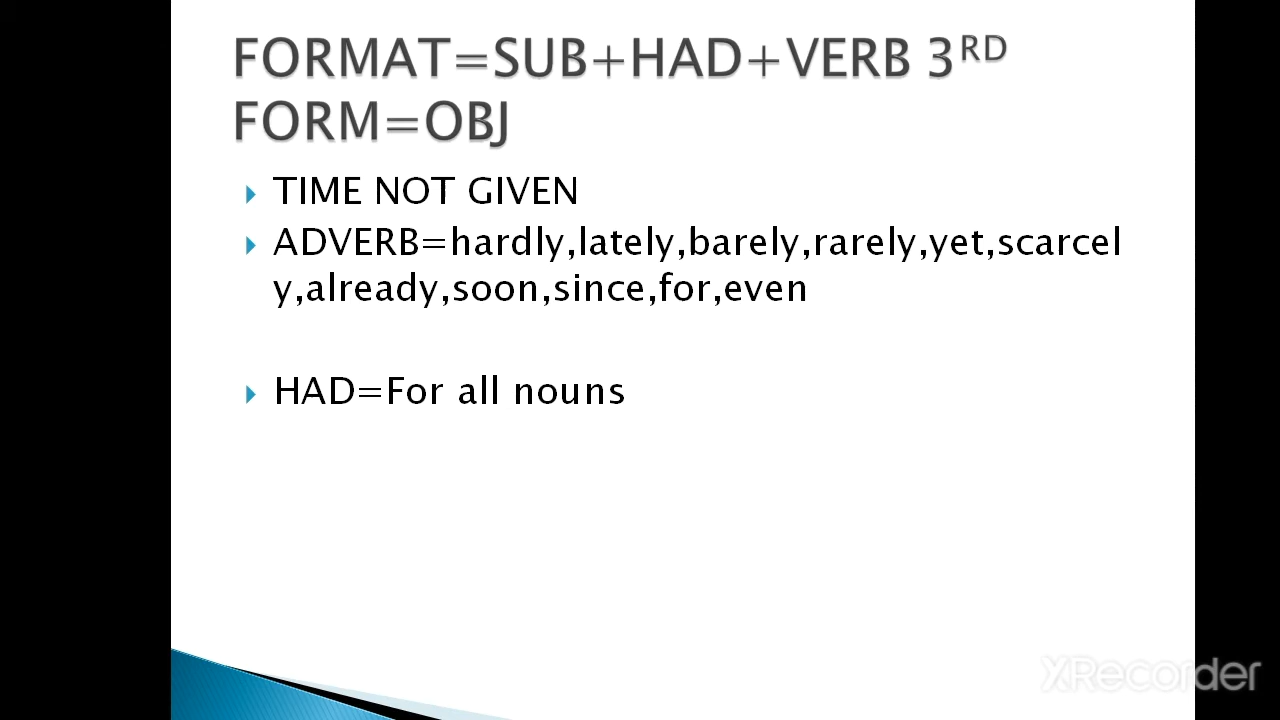 FORMAT=SUB+HAD+VERB 3RD
FORM=OBJ
TIME NOT GIVEN
ADVERB=hardly,lately,barely,rarely,yet,scarcel
y,already,soon,since,for,even
HAD=For all nouns
XRecorder